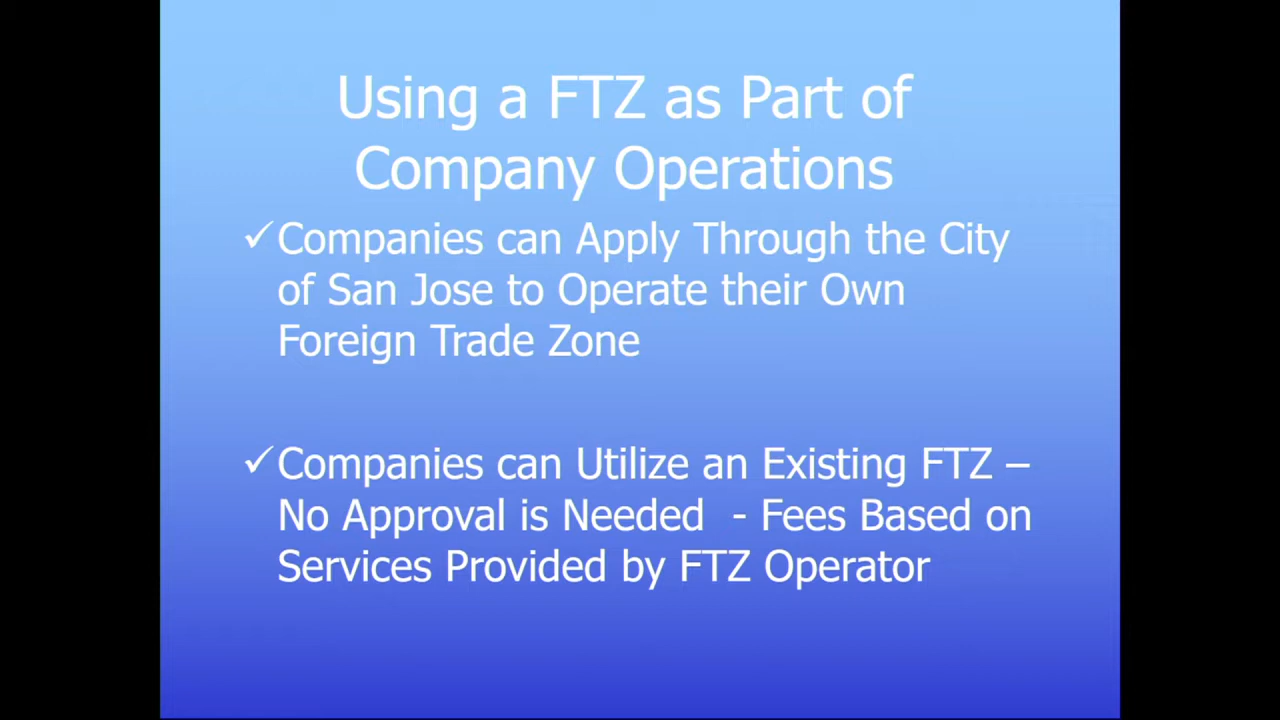 Using a FTZ as Part of
Company Operations
✓Companies can Apply Through the City
of San Jose to Operate their Own
Foreign Trade Zone
✓Companies can Utilize an Existing FTZ –
No Approval is Needed  - Fees Based on
Services Provided by FTZ Operator